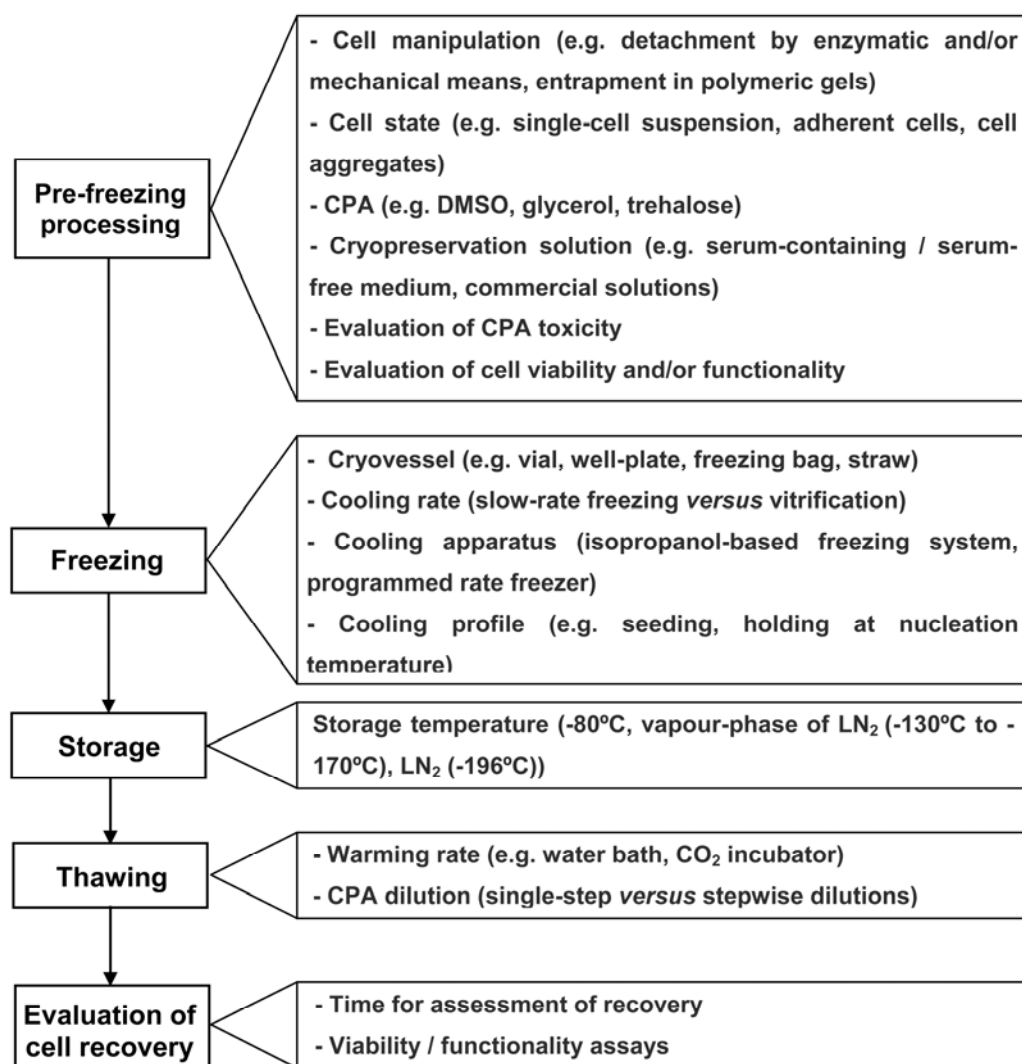 - Cell manipulation (e.g. detachment by enzymatic and/or
mechanical means, entrapment in polymeric gels)
- Cell state (e.g. single-cell suspension, adherent cells, cell
aggregates)
- CPA (e.g. DMSO, glycerol, trehalose)
- Cryopreservation solution (e.g. serum-containing / serum-
free medium, commercial solutions)
- Evaluation of CPA toxicity
- Evaluation of cell viability and/or functionality
Pre-freezing
processing
- Cryovessel (e.g. vial, well-plate, freezing bag, straw)
- Cooling rate (slow-rate freezing versus vitrification)
- Cooling apparatus (isopropanol-based freezing system,
programmed rate freezer)
- Cooling profile (e.g. seeding, holding at nucleation
temperature)
Freezing
Storage temperature (-80ºC, vapour-phase of LN₂ (-130ºC to -
170ºC), LN₂ (-196ºC))
Storage
- Warming rate (e.g. water bath, CO₂ incubator)
- CPA dilution (single-step versus stepwise dilutions)
Thawing
- Time for assessment of recovery
- Viability / functionality assays
Evaluation of
cell recovery